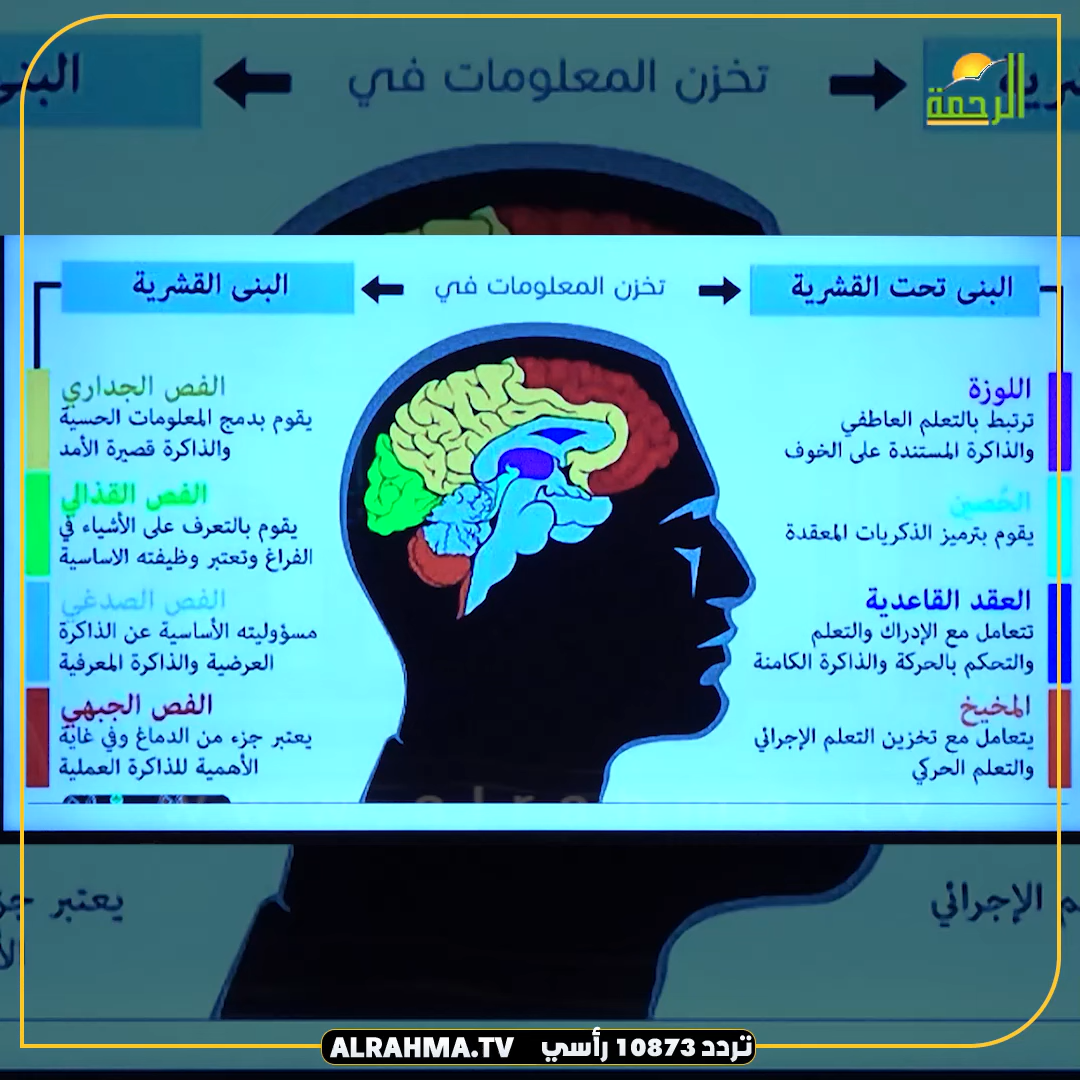 تخزن المعلومات في
الرحمة
البنى تحت القشرية
تخزن المعلومات في
البنى القشرية
اللوزة
ترتبط بالتعلم العاطفي
والذاكرة المستندة على الخوف
الحُصين
يقوم بترميز الذكريات المعقدة
العقد القاعدية
تتعامل مع الإدراك والتعلم
والتحكم بالحركة والذاكرة الكامنة
المخيخ
يتعامل مع تخزين التعلم الإجرائي
والتعلم الحركي
الفص الجداري
يقوم بدمج المعلومات الحسية
والذاكرة قصيرة الأمد
الفص القذالي
يقوم بالتعرف على الأشياء في
الفراغ وتعتبر وظيفته الاساسية
الفص الصدغي
مسؤوليته الأساسية عن الذاكرة
العرضية والذاكرة المعرفية
الفص الجبهي
يعتبر جزء من الدماغ وفي غاية
الأهمية للذاكرة العملية
الإجرائي
يعتبر
تردد 10873 رأسي ALRAHMA.TV